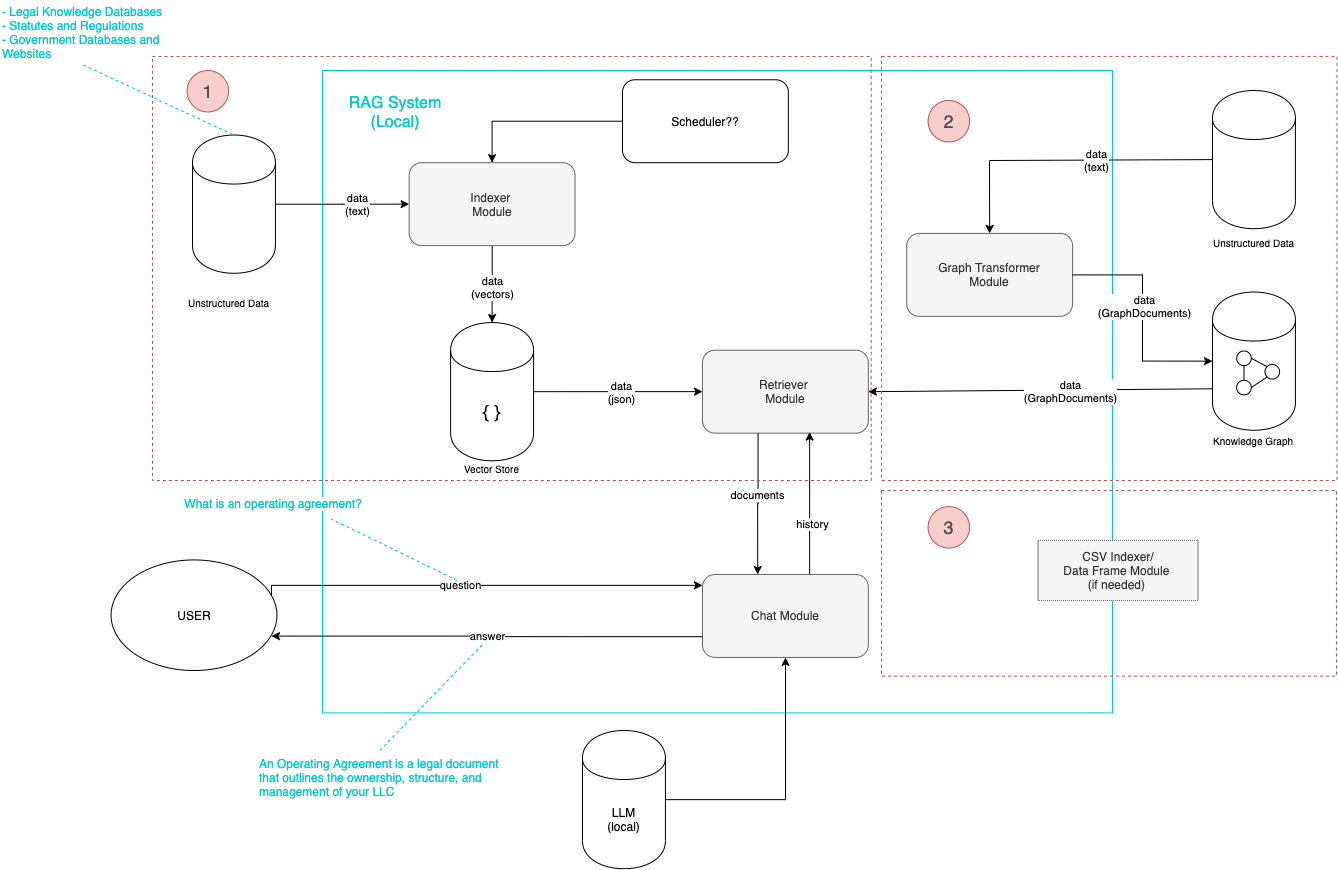 - Legal Knowledge Databases
- Statutes and Regulations
- Government Databases and
Websites
1
RAG System
(Local)
Scheduler??
2
data
(text)
Indexer
Module
data
(text)
Unstructured Data
Unstructured Data
Graph Transformer
Module
data
(vectors)
data
(GraphDocuments)
Retriever
Module
data
(json)
data
(GraphDocuments)
{ }
Vector Store
Knowledge Graph
What is an operating agreement?
documents
history
3
CSV Indexer/
Data Frame Module
(if needed)
question
USER
Chat Module
answer
An Operating Agreement is a legal document
that outlines the ownership, structure, and
management of your LLC
LLM
(local)